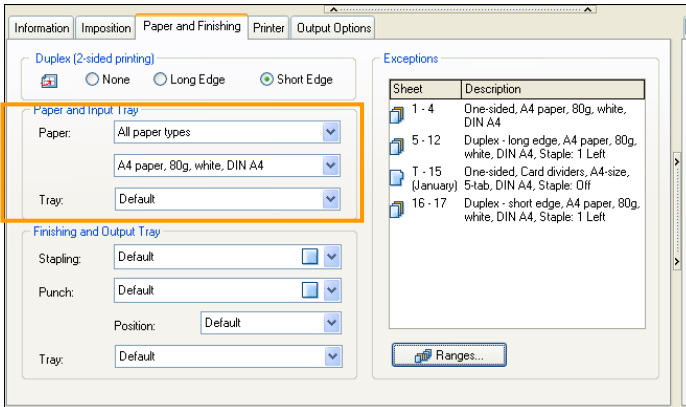 Information Imposition Paper and Finishing Printer Output Options
Duplex (2-sided printing)
None Long Edge Short Edge
Paper and Input Tray
Paper: All paper types
A4 paper, 80g, white, DIN A4
Tray: Default
Finishing and Output Tray
Stapling: Default
Punch: Default
Position: Default
Tray: Default
Exceptions
Sheet Description
1 - 4 One-sided, A4 paper, 80g, white,
DIN A4
5 - 12 Duplex - long edge, A4 paper, 80g,
white, DIN A4, Staple: 1 Left
T - 15 One-sided, Card dividers, A4-size,
(January) 5-tab, DIN A4, Staple: Off
16 - 17 Duplex - short edge, A4 paper, 80g,
white, DIN A4, Staple: 1 Left
Ranges...